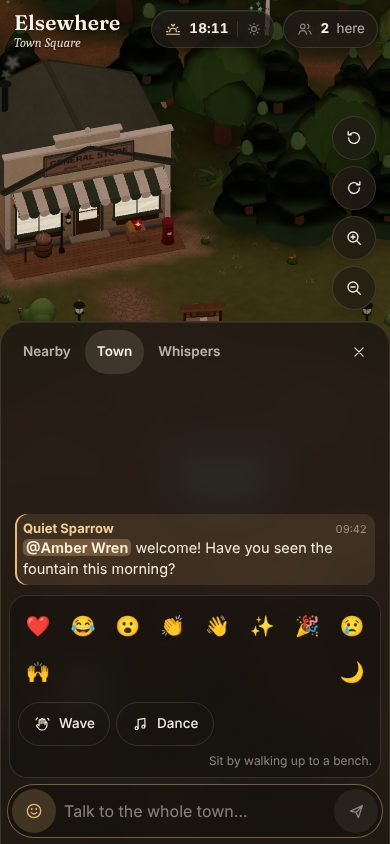 Elsewhere
Town Square
18:11
2 here
GENERAL STORE
Nearby
Town
Whispers
Quiet Sparrow
09:42
@Amber Wren welcome! Have you seen the
fountain this morning?
Wave
Dance
Sit by walking up to a bench.
Talk to the whole town...